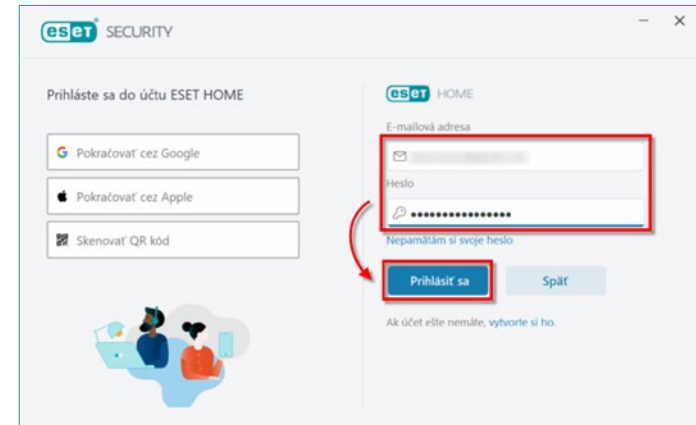 eset SECURITY
Prihláste sa do účtu ESET HOME
Pokračovať cez Google
Pokračovať cez Apple
Skenovať QR kód
eset HOME
E-mailová adresa
Heslo
••••••••••••••••
Nepamätám si svoje heslo
Prihlásiť sa
Späť
Ak účet ešte nemáte, vytvorte si ho.